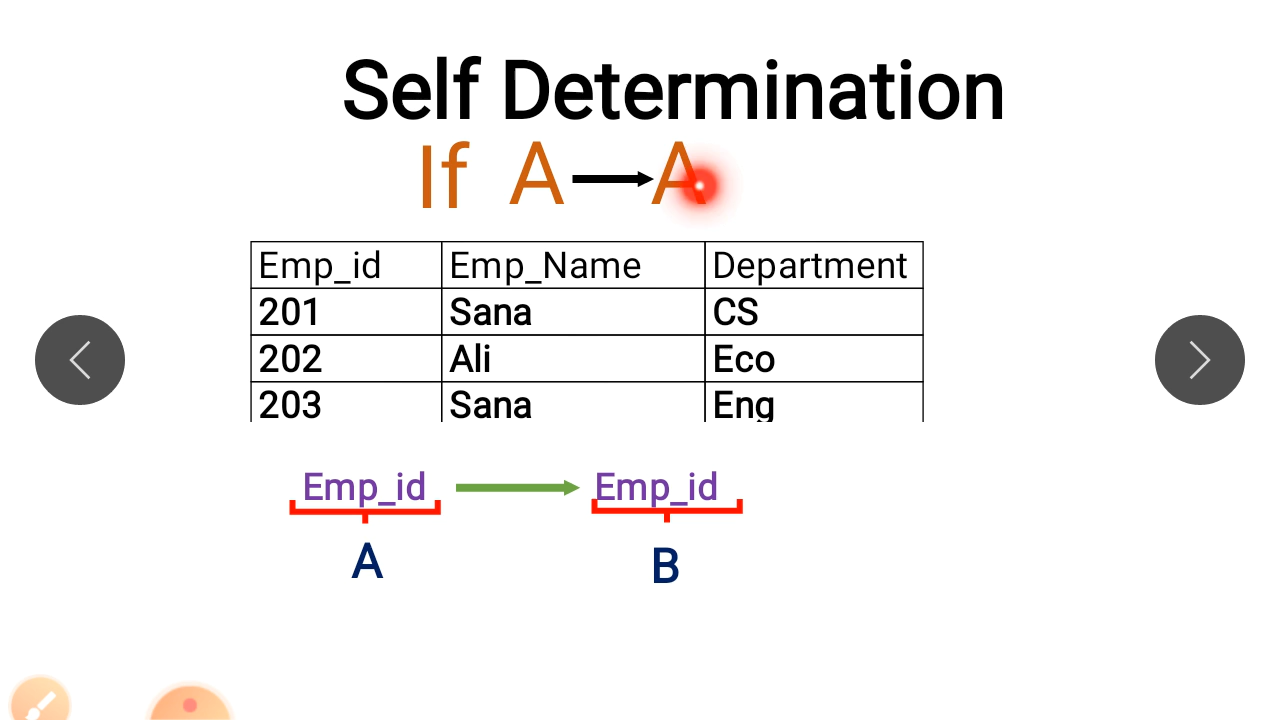 Self Determination
If A → A
Emp_id Emp_Name Department
201 Sana CS
202 Ali Eco
203 Sana Eng
Emp_id → Emp_id
A B